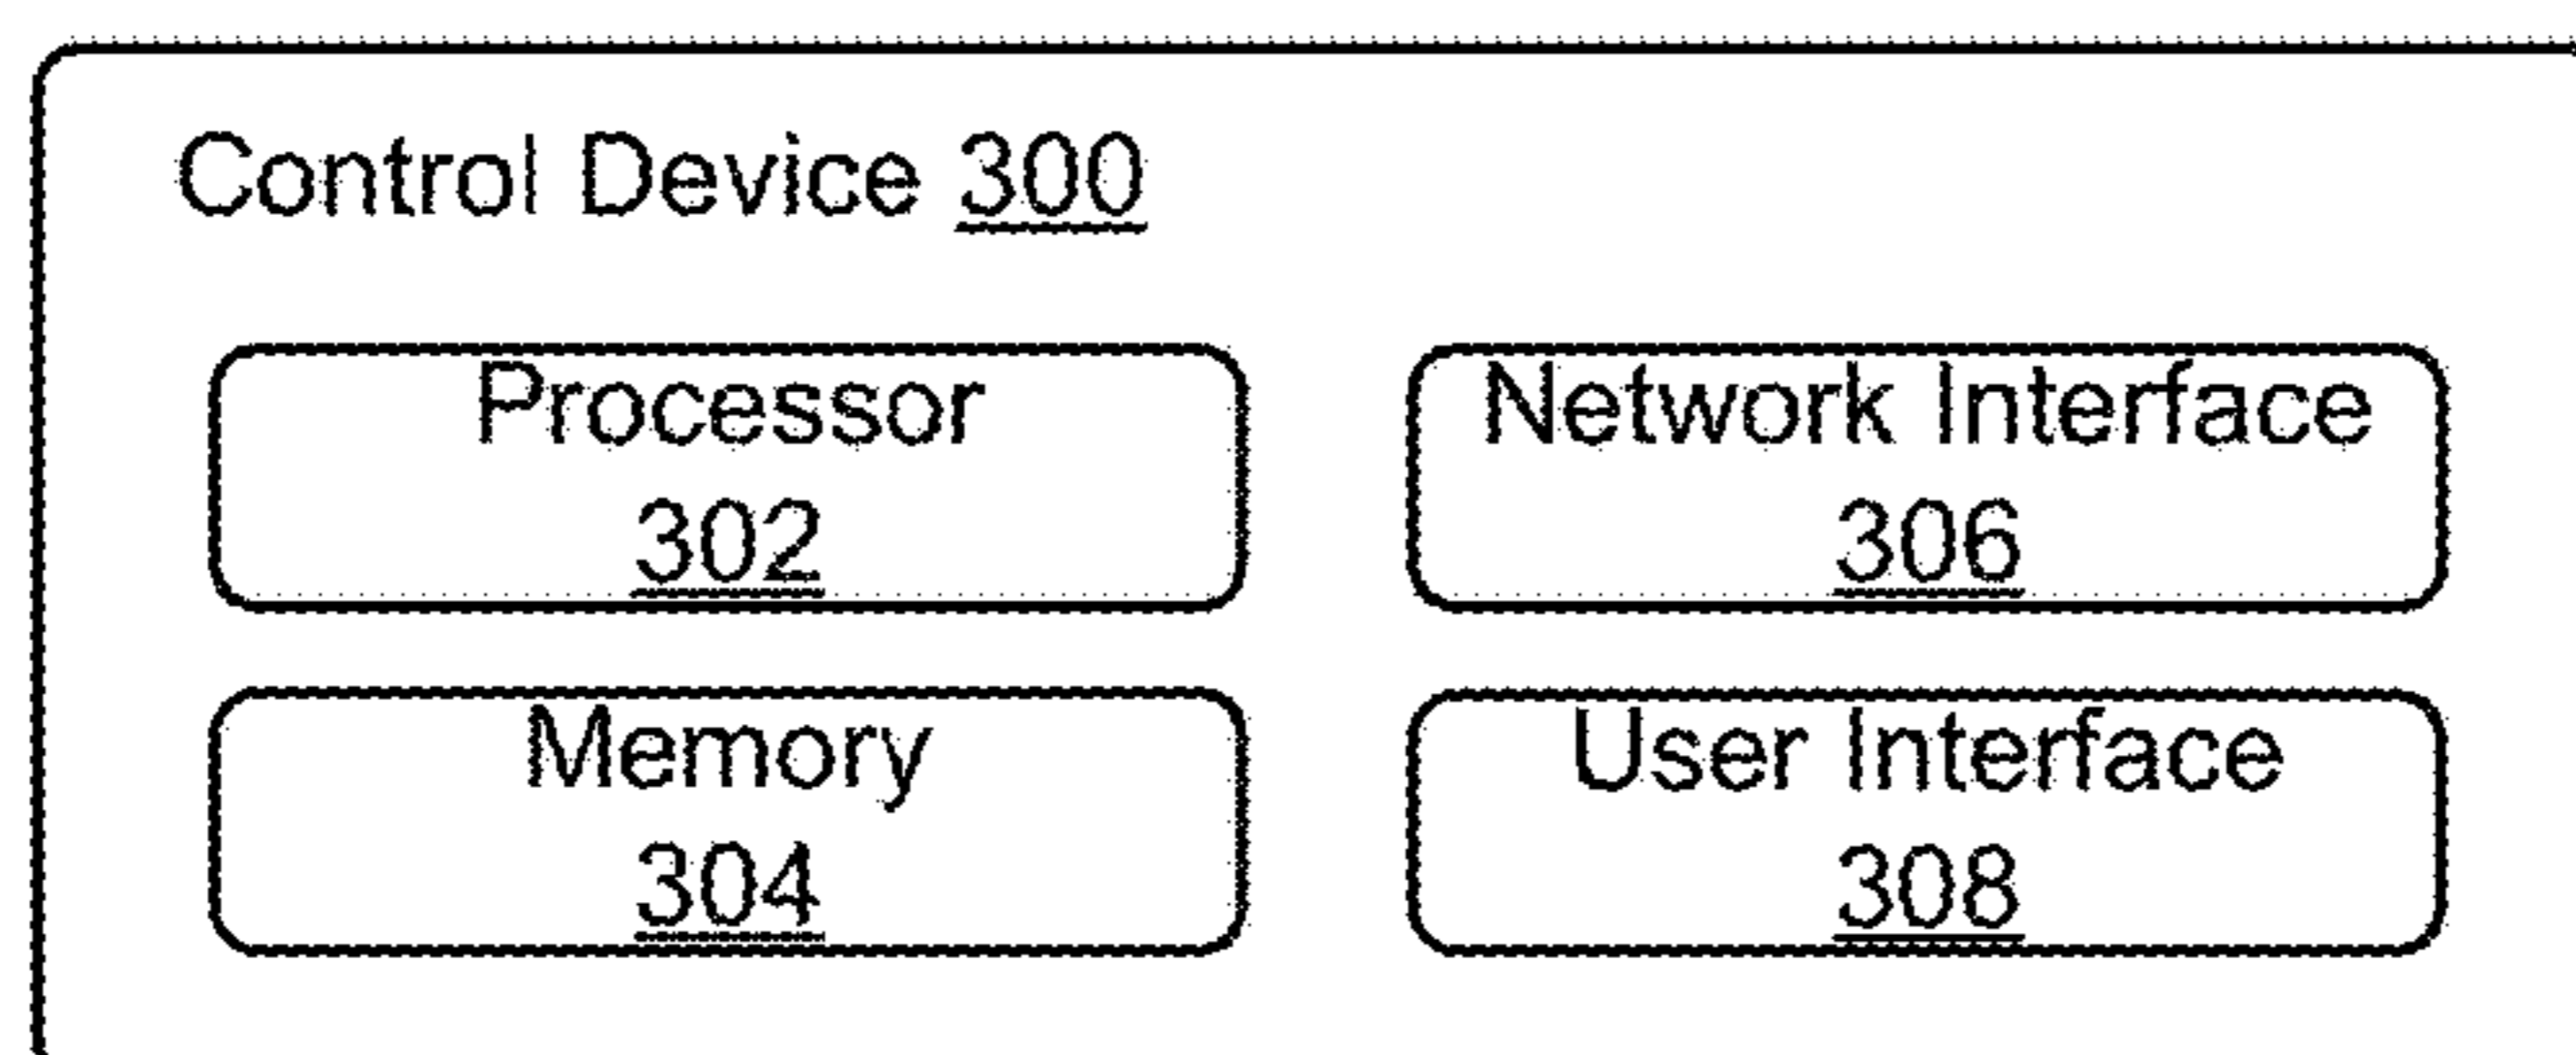 Control Device 300
Processor
302
Network Interface
306
Memory
304
User Interface
308